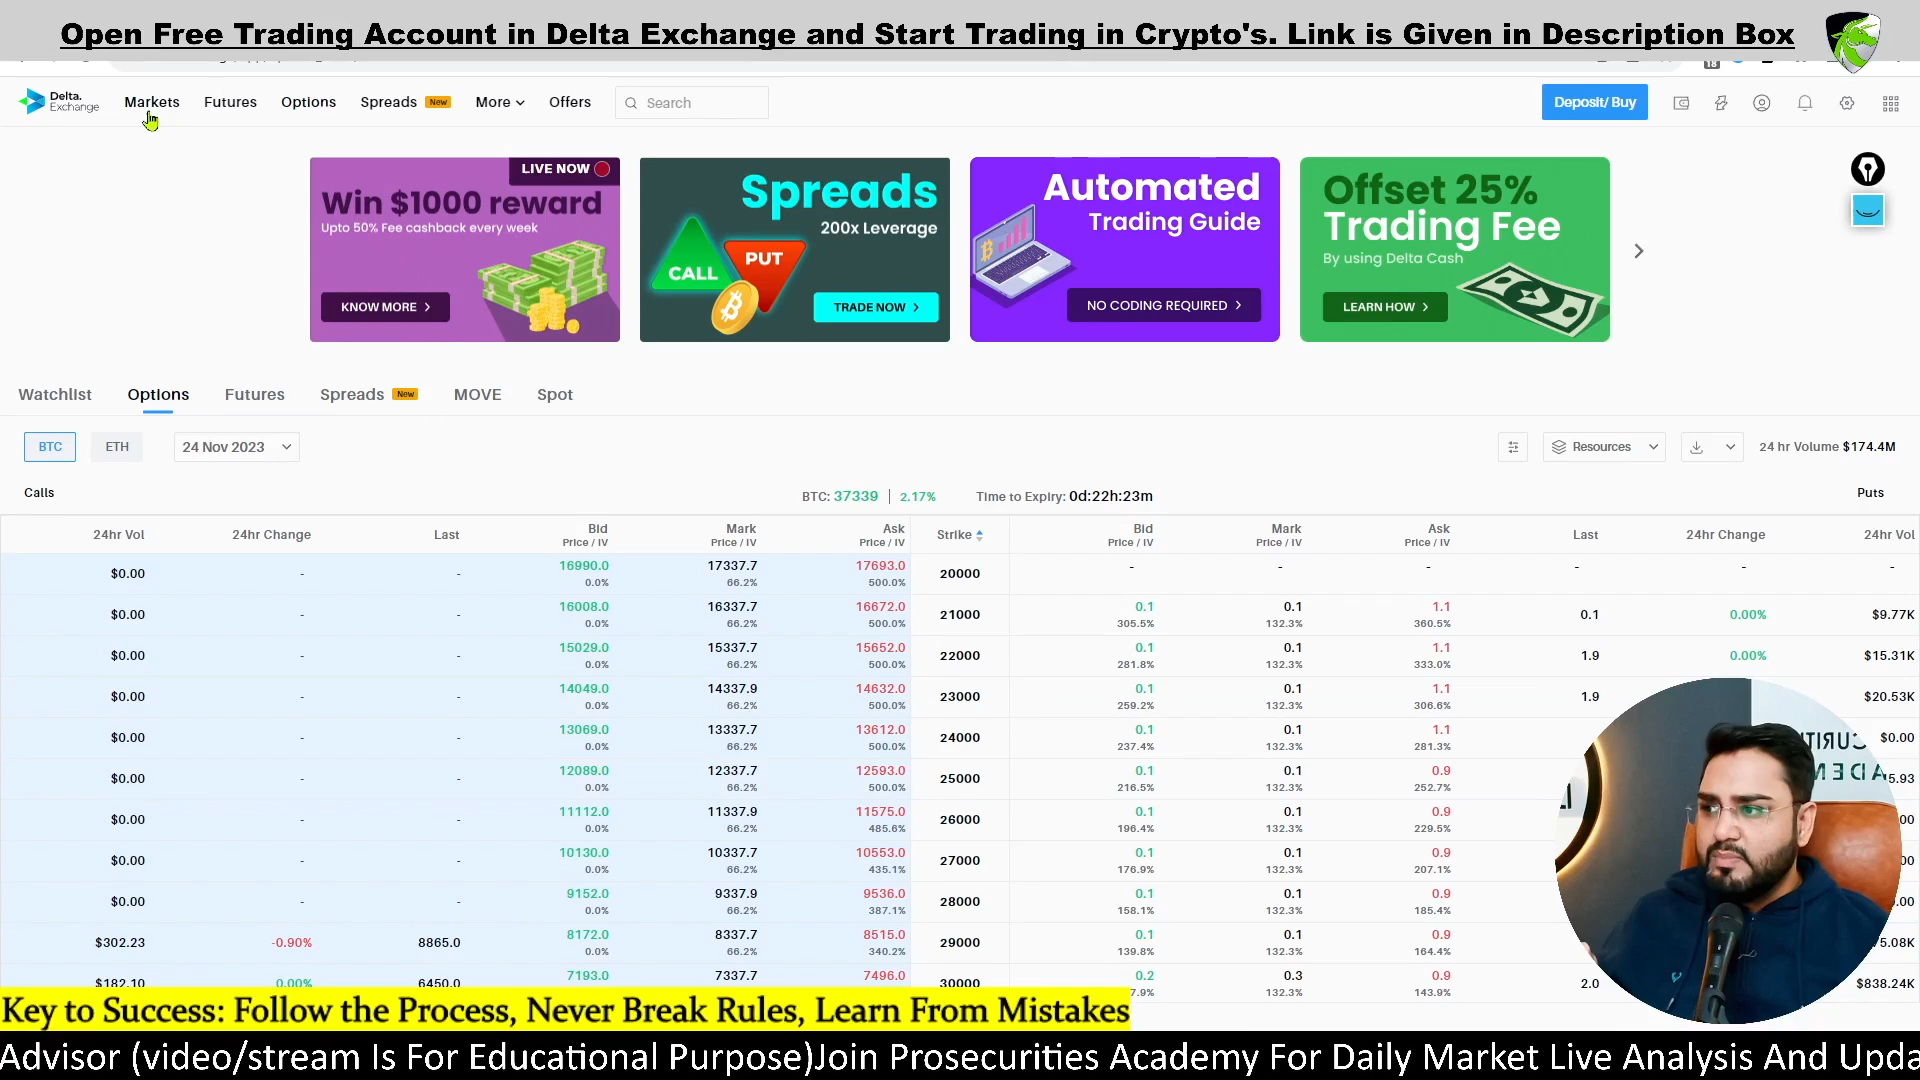 Open Free Trading Account in Delta Exchange and Start Trading in Crypto's. Link is Given in Description Box
Delta. Exchange Markets Futures Options Spreads New More Offers Search Deposit/ Buy
18
LIVE NOW
Win $1000 reward
Upto 50% Fee cashback every week
KNOW MORE >
Spreads
200x Leverage
CALL PUT
TRADE NOW >
Automated
Trading Guide
NO CODING REQUIRED >
Offset 25%
Trading Fee
By using Delta Cash
LEARN HOW >
Watchlist Options Futures Spreads New MOVE Spot
BTC ETH 24 Nov 2023 Resources 24 hr Volume $174.4M
Calls BTC: 37339 | 2.17% Time to Expiry: 0d:22h:23m Puts
24hr Vol 24hr Change Last Bid Mark Ask Strike Bid Mark Ask Last 24hr Change 24hr Vol
Price / IV Price / IV Price / IV Price / IV Price / IV Price / IV
$0.00 - - 16990.0 17337.7 17693.0 20000 - - - - - -
0.0% 66.2% 500.0%
$0.00 - - 16008.0 16337.7 16672.0 21000 0.1 0.1 1.1 0.1 0.00% $9.77K
0.0% 66.2% 500.0% 305.5% 132.3% 360.5%
$0.00 - - 15029.0 15337.7 15652.0 22000 0.1 0.1 1.1 1.9 0.00% $15.31K
0.0% 66.2% 500.0% 281.8% 132.3% 333.0%
$0.00 - - 14049.0 14337.9 14632.0 23000 0.1 0.1 1.1 1.9 $20.53K
0.0% 66.2% 500.0% 259.2% 132.3% 306.6%
$0.00 - - 13069.0 13337.7 13612.0 24000 0.1 0.1 1.1 $0.00
0.0% 66.2% 500.0% 237.4% 132.3% 281.3%
$0.00 - - 12089.0 12337.7 12593.0 25000 0.1 0.1 0.9 5.93
0.0% 66.2% 500.0% 216.5% 132.3% 252.7%
$0.00 - - 11112.0 11337.9 11575.0 26000 0.1 0.1 0.9 00
0.0% 66.2% 485.6% 196.4% 132.3% 229.5%
$0.00 - - 10130.0 10337.7 10553.0 27000 0.1 0.1 0.9 00
0.0% 66.2% 435.1% 176.9% 132.3% 207.1%
$0.00 - - 9152.0 9337.9 9536.0 28000 0.1 0.1 0.9 .00
0.0% 66.2% 387.1% 158.1% 132.3% 185.4%
$302.23 -0.90% 8865.0 8172.0 8337.7 8515.0 29000 0.1 0.1 0.9 5.08K
0.0% 66.2% 340.2% 139.8% 132.3% 164.4%
$182.10 0.00% 6450.0 7193.0 7337.7 7496.0 30000 0.2 0.3 0.9 2.0 $838.24K
7.9% 132.3% 143.9%
Key to Success: Follow the Process, Never Break Rules, Learn From Mistakes
Advisor (video/stream Is For Educational Purpose)Join Prosecurities Academy For Daily Market Live Analysis And Upda